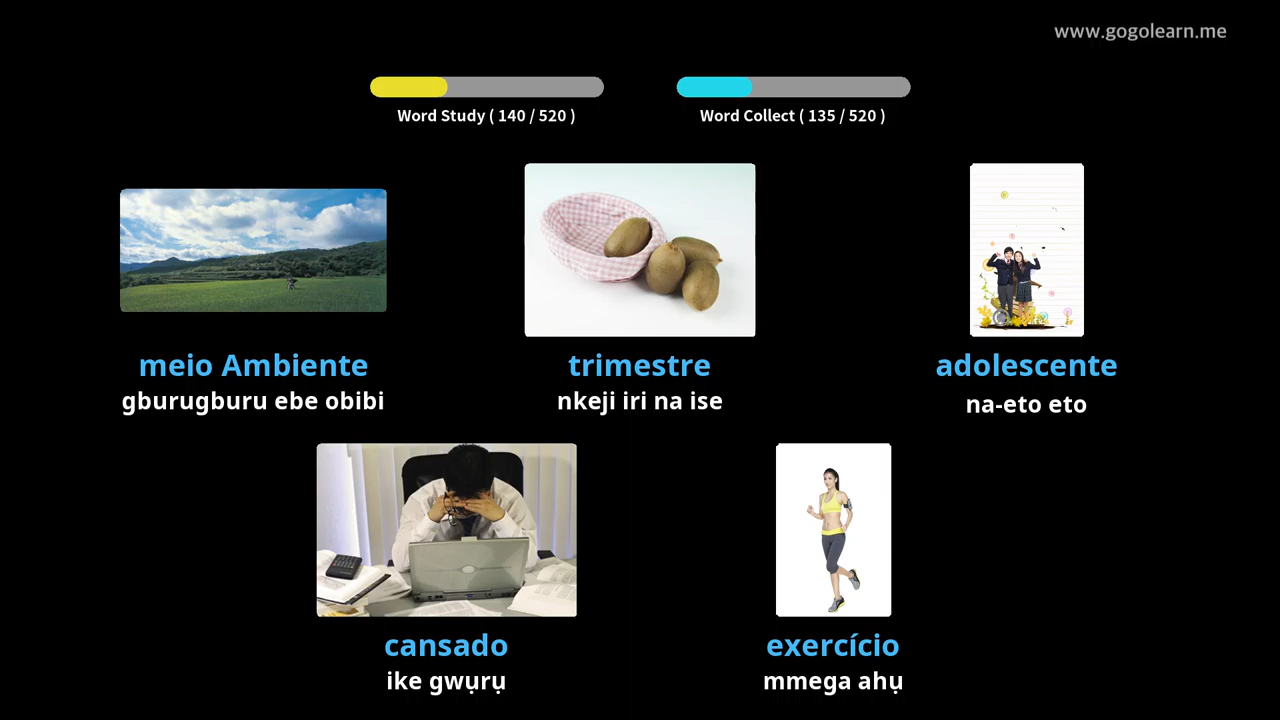 www.gogolearn.me
Word Study ( 140 / 520 )
Word Collect ( 135 / 520 )
meio Ambiente
gburugburu ebe obibi
trimestre
nkeji iri na ise
adolescente
na-eto eto
cansado
ike gwụrụ
exercício
mmega ahụ